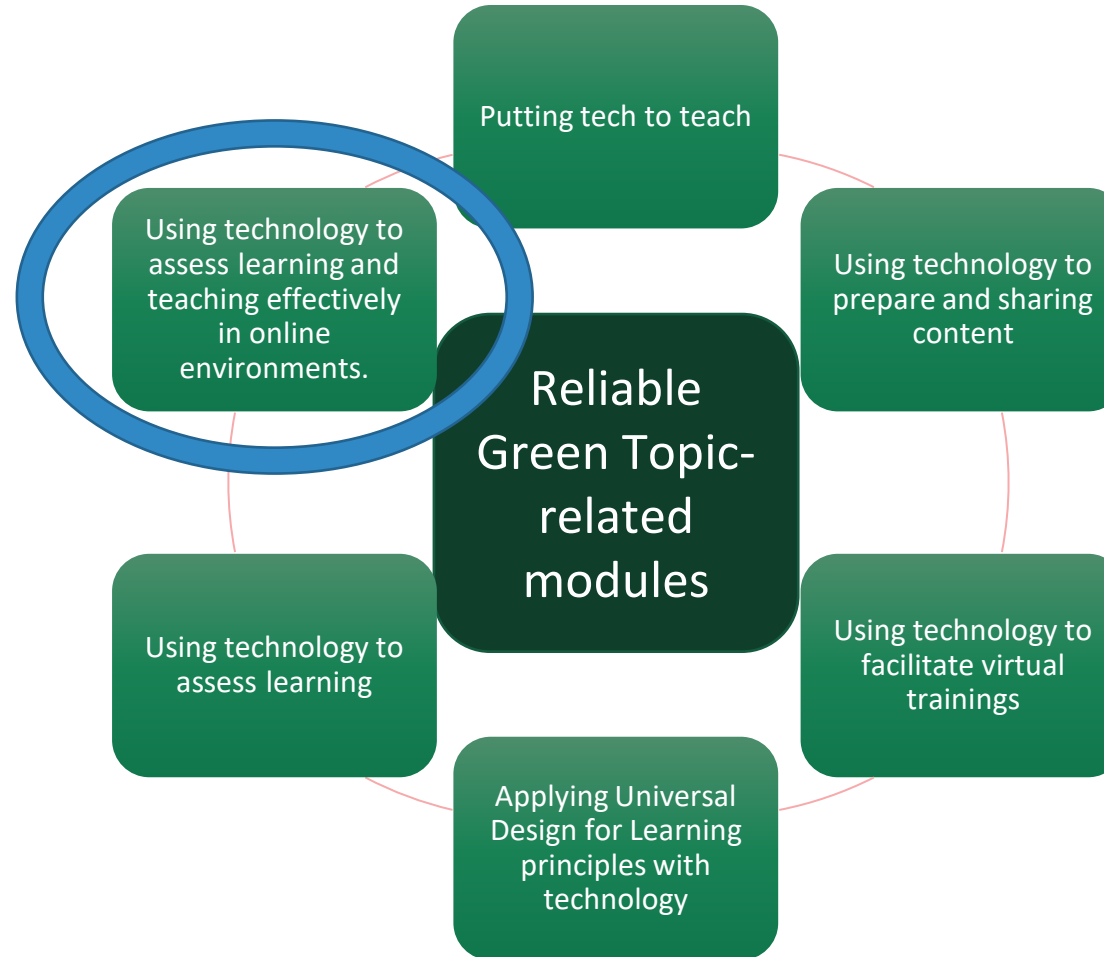 Putting tech to teach
Using technology to
prepare and sharing
content
Using technology to
facilitate virtual
trainings
Applying Universal
Design for Learning
principles with
technology
Using technology to
assess learning
Using technology to
assess learning and
teaching effectively
in online
environments.
Reliable
Green Topic-
related
modules